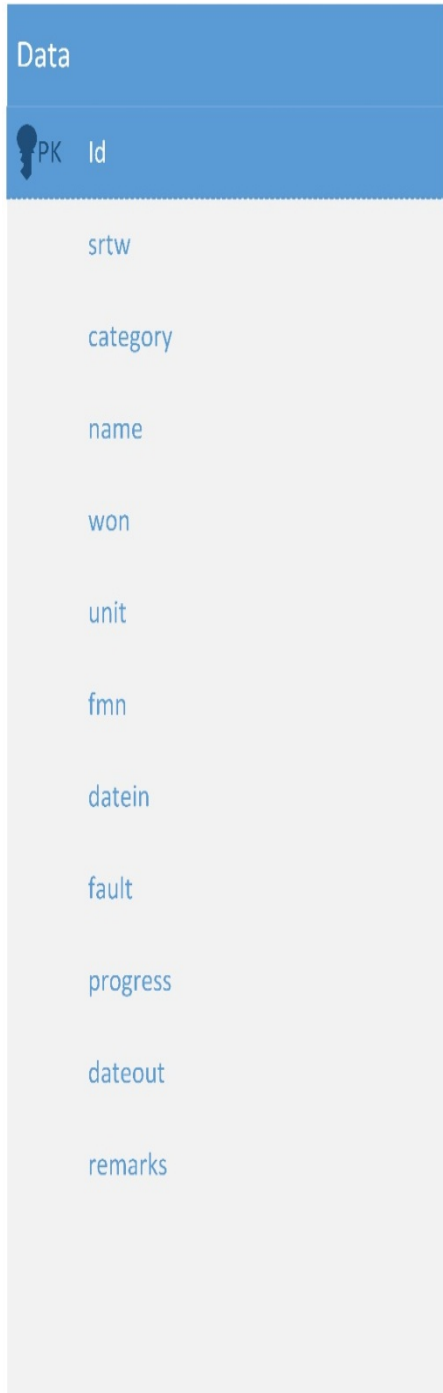 Data
PK Id
srtw
category
name
won
unit
fmn
datein
fault
progress
dateout
remarks